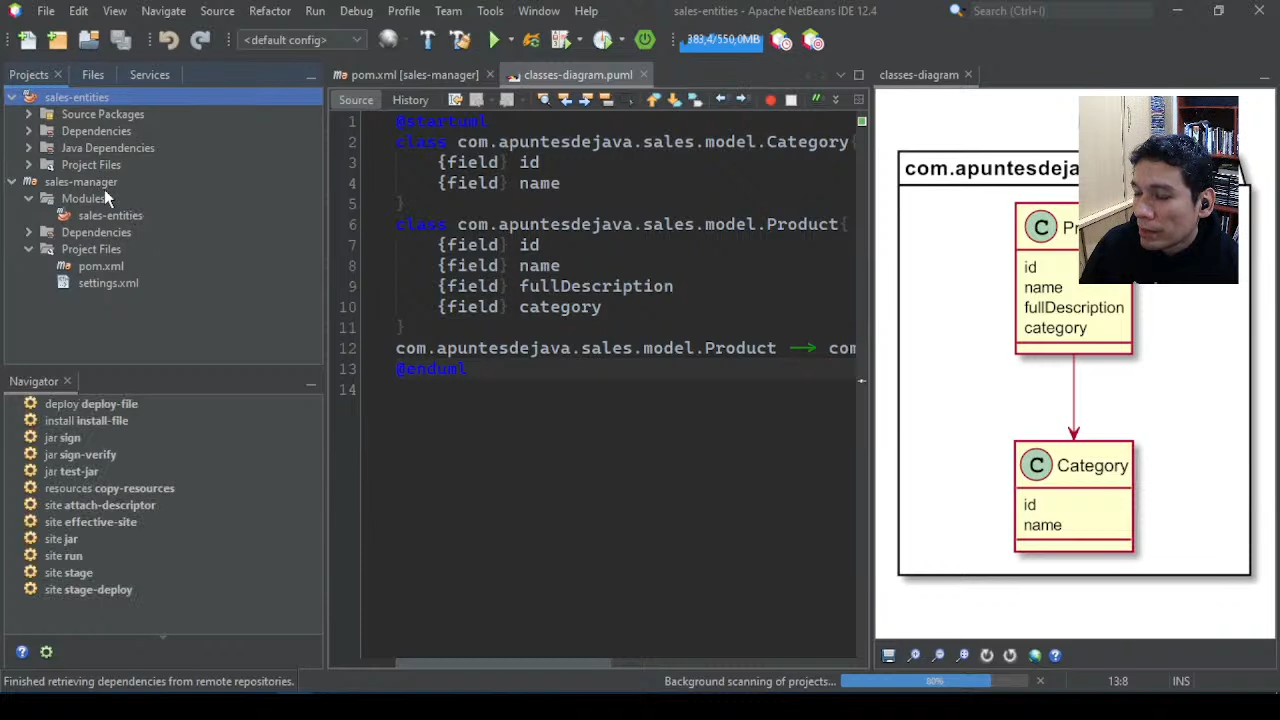 File Edit View Navigate Source Refactor Run Debug Profile Team Tools Window Help
sales-entities - Apache NetBeans IDE 12.4
Search (Ctrl+I)
<default config>
383,4/550,0MB
Projects Files Services
sales-entities
Source Packages
Dependencies
Java Dependencies
Project Files
sales-manager
Modules
sales-entities
Dependencies
Project Files
pom.xml
settings.xml
Navigator
deploy deploy-file
install install-file
jar sign
jar sign-verify
jar test-jar
resources copy-resources
site attach-descriptor
site effective-site
site jar
site run
site stage
site stage-deploy
pom.xml [sales-manager] classes-diagram.puml
Source History
1 @startuml
2 class com.apuntesdejava.sales.model.Category{
3 {field} id
4 {field} name
5 }
6 class com.apuntesdejava.sales.model.Product{
7 {field} id
8 {field} name
9 {field} fullDescription
10 {field} category
11 }
12 com.apuntesdejava.sales.model.Product --> com
13 @enduml
14
classes-diagram
com.apuntesdeja
C Pr
id
name
fullDescription
category
C Category
id
name
Finished retrieving dependencies from remote repositories.
Background scanning of projects... 80% 13:8 INS